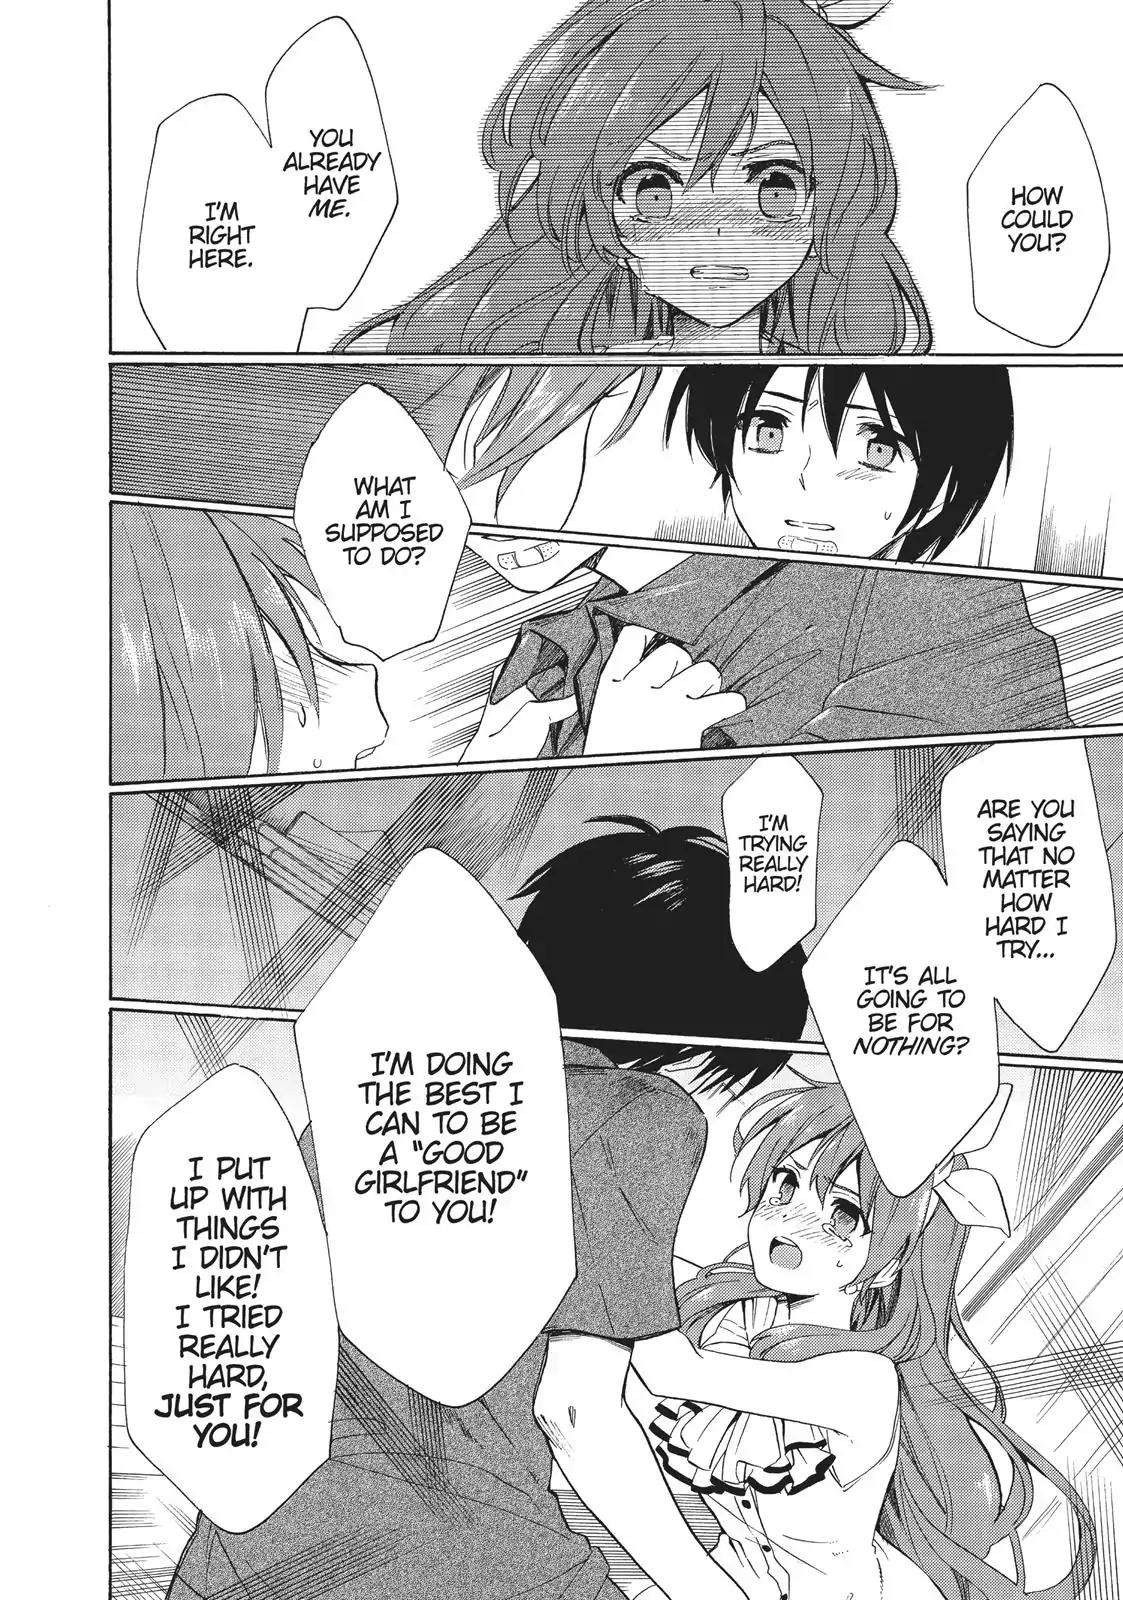 HOW
COULD
YOU?
YOU
ALREADY
HAVE
ME.
I'M
RIGHT
HERE.
WHAT
AM I
SUPPOSED
TO DO?
ARE YOU
SAYING
THAT NO
MATTER
HOW
HARD I
TRY...
IT'S ALL
GOING TO
BE FOR
NOTHING?
I'M
TRYING
REALLY
HARD!
I'M DOING
THE BEST I
CAN TO BE
A "GOOD
GIRLFRIEND"
TO YOU!
I PUT
UP WITH
THINGS
I DIDN'T
LIKE!
I TRIED
REALLY
HARD,
JUST FOR
YOU!